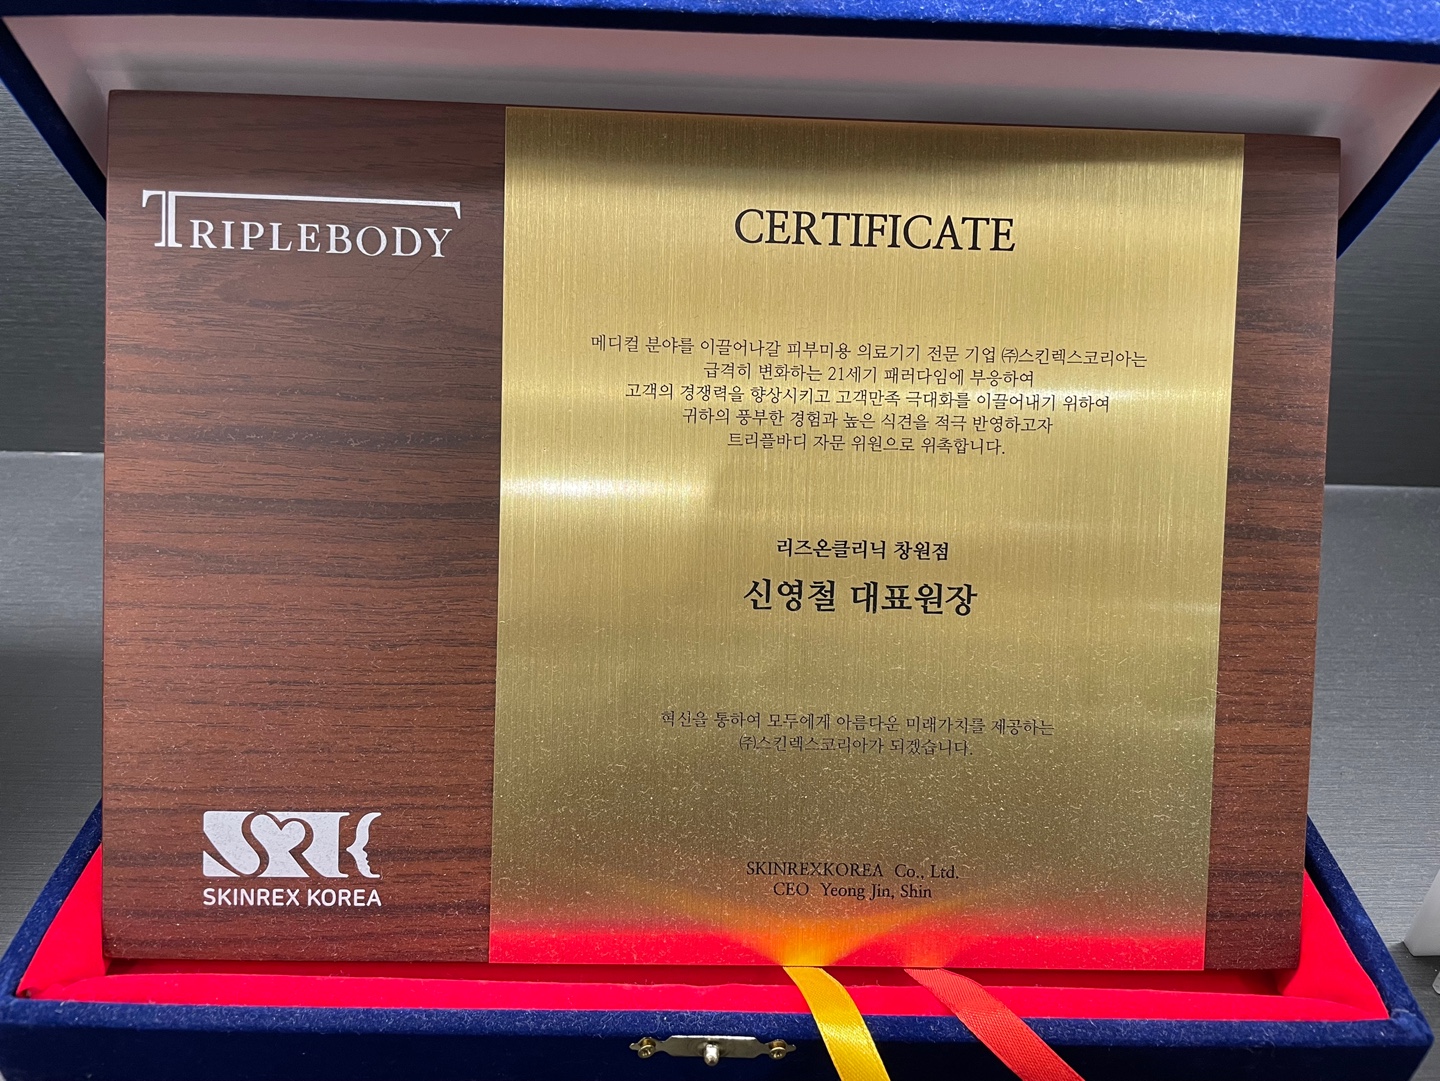 TRIPLEBODY
CERTIFICATE
메디컬 분야를 이끌어나갈 피부미용 의료기기 전문 기업 ㈜스킨렉스코리아는
급격히 변화하는 21세기 패러다임에 부응하여
고객의 경쟁력을 향상시키고 고객만족 극대화를 이끌어내기 위하여
귀하의 풍부한 경험과 높은 식견을 적극 반영하고자
트리플바디 자문 위원으로 위촉합니다.
리즈온클리닉 창원점
신영철 대표원장
혁신을 통하여 모두에게 아름다운 미래가치를 제공하는
㈜스킨렉스코리아가 되겠습니다.
SRK
SKINREX KOREA
SKINREXKOREA Co., Ltd.
CEO Yeong Jin, Shin